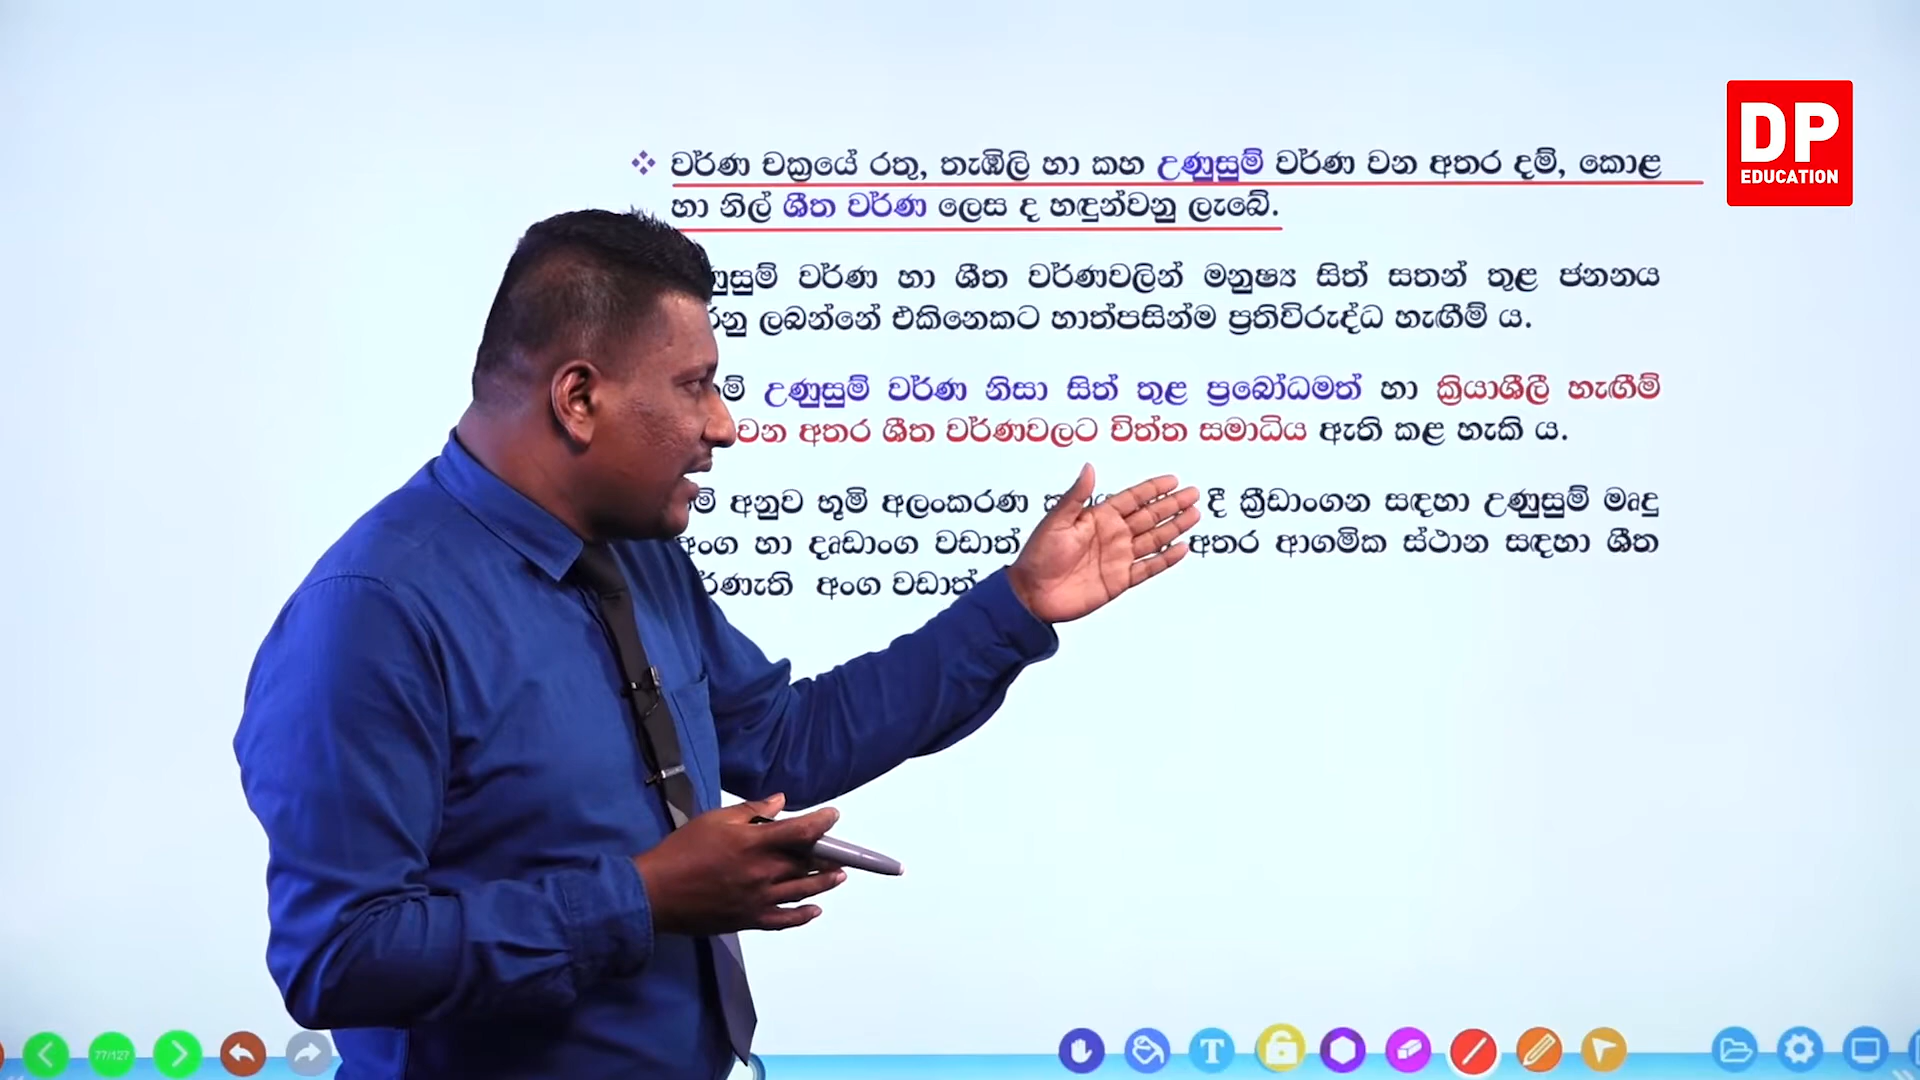 DP
EDUCATION
වර්ණ චක්‍රයේ රතු, තැඹිලි හා කහ උණුසුම් වර්ණ වන අතර දම්, කොළ
හා නිල් ශීත වර්ණ ලෙස ද හඳුන්වනු ලැබේ.
වර්ණ හා ශීත වර්ණවලින් මනුෂ්‍ය සිත් සතන් තුළ ජනනය
ලබන්නේ එකිනෙකට හාත්පසින්ම ප්‍රතිවිරුද්ධ හැඟීම් ය.
උණුසුම් වර්ණ නිසා සිත් තුළ ප්‍රබෝධමත් හා ක්‍රියාශීලී හැඟීම්
වන අතර ශීත වර්ණවලට චිත්ත සමාධිය ඇති කළ හැකි ය.
අනුව භූමි අලංකරණ දී ක්‍රීඩාංගන සඳහා උණුසුම් මෘදු
අංග හා දෘඩාංග වඩාත් අතර ආගමික ස්ථාන සඳහා ශීත
අංග වඩාත්
77/127
T